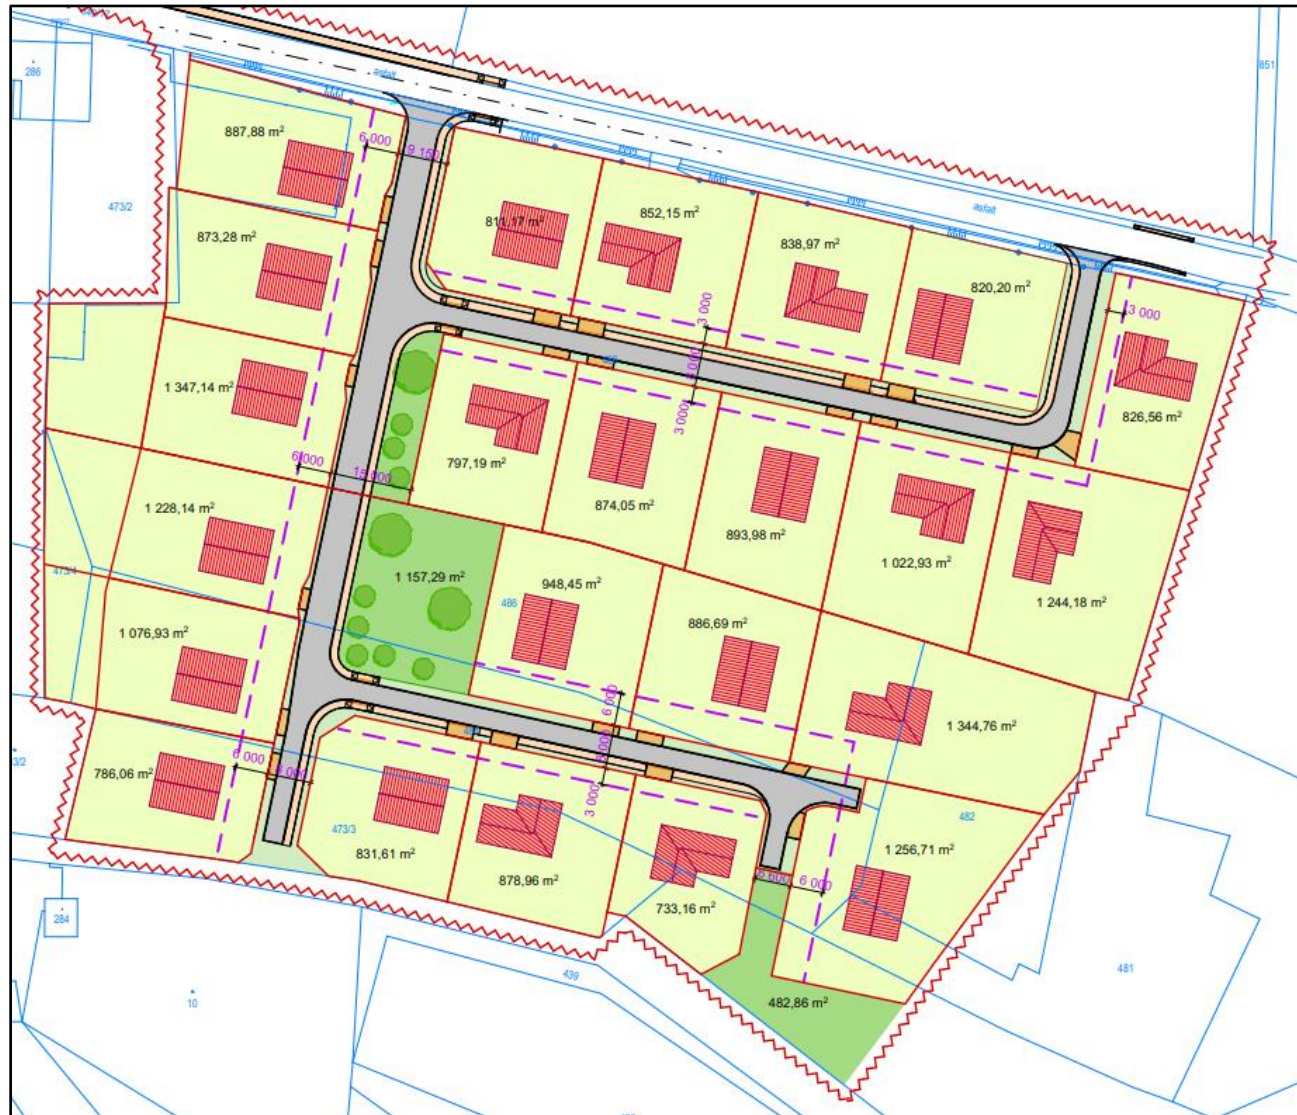 851
asfalt
286
887,88 m²
6 000
9 150
473/2
811,17 m²
852,15 m²
asfalt
873,28 m²
838,97 m²
820,20 m²
3 000
3 000
485
3 000
1 347,14 m²
826,56 m²
797,19 m²
6 000
874,05 m²
893,98 m²
1 228,14 m²
1 022,93 m²
473/4
1 157,29 m²
948,45 m²
486
1 244,18 m²
886,69 m²
1 076,93 m²
6 000
1 344,76 m²
786,06 m²
6 000
3 000
482
473/3
831,61 m²
1 256,71 m²
878,96 m²
6 600
6 000
733,16 m²
284
439
481
10
482,86 m²